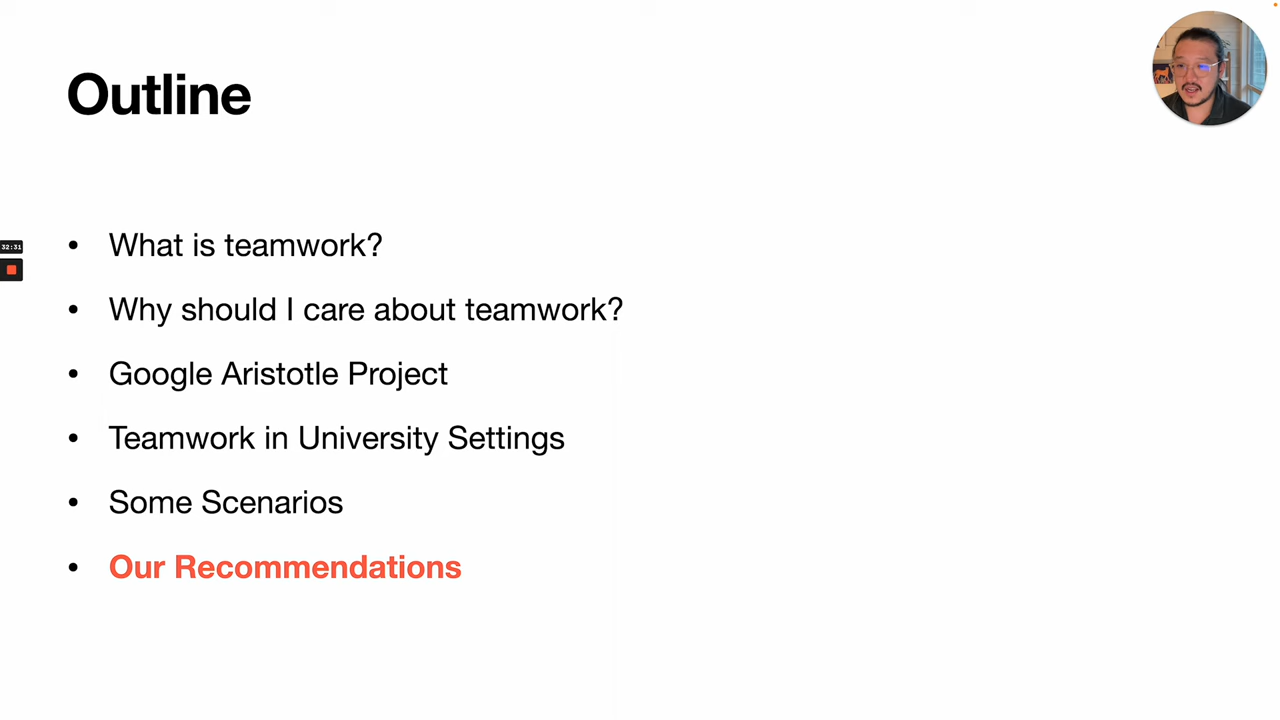 Outline
32:31
• What is teamwork?
• Why should I care about teamwork?
• Google Aristotle Project
• Teamwork in University Settings
• Some Scenarios
• Our Recommendations